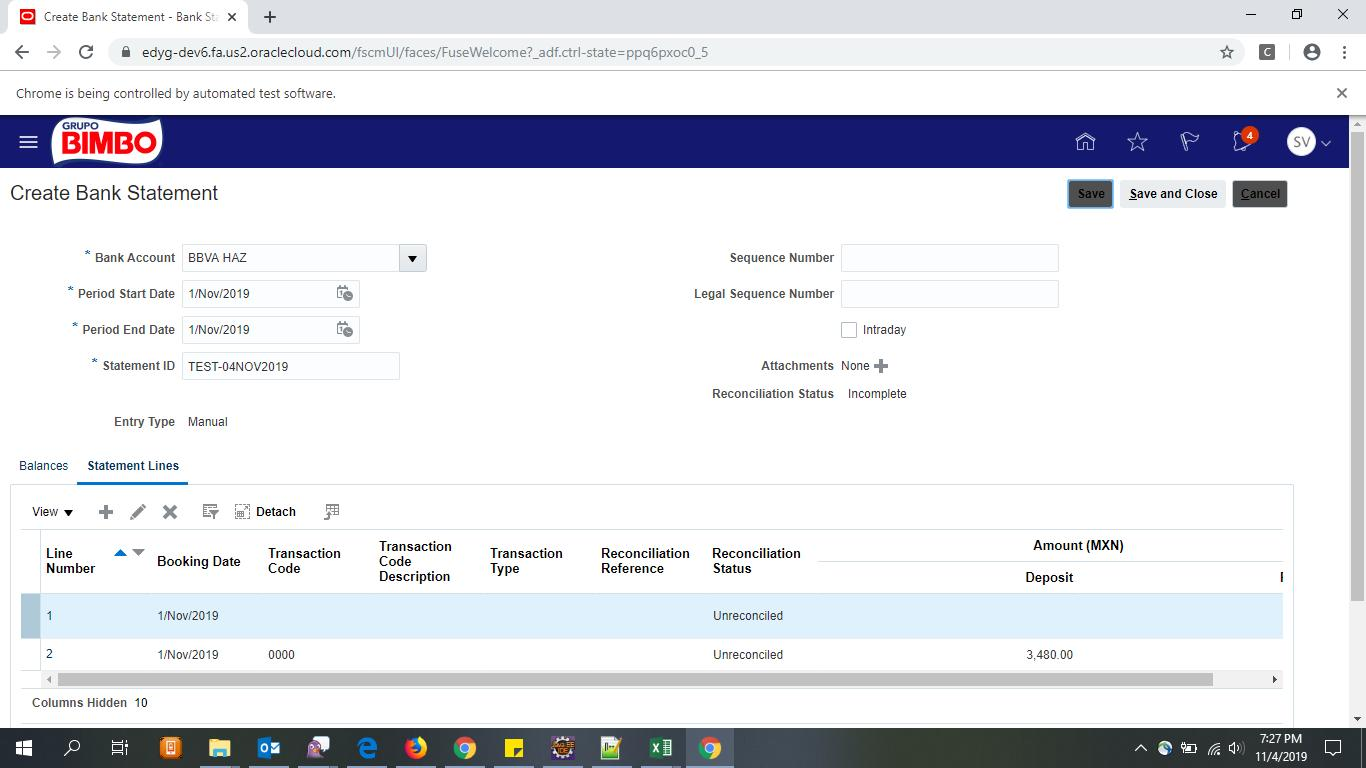 Create Bank Statement - Bank Sta
edyg-dev6.fa.us2.oraclecloud.com/fscmUI/faces/FuseWelcome?_adf.ctrl-state=ppq6pxoc0_5
C
Chrome is being controlled by automated test software.
GRUPO
BIMBO
4
SV
Create Bank Statement
Save
Save and Close
Cancel
* Bank Account BBVA HAZ
Sequence Number
* Period Start Date 1/Nov/2019
Legal Sequence Number
* Period End Date 1/Nov/2019
Intraday
* Statement ID TEST-04NOV2019
Attachments None
Reconciliation Status Incomplete
Entry Type Manual
Balances
Statement Lines
View
Detach
Line Number
Booking Date
Transaction Code
Transaction Code Description
Transaction Type
Reconciliation Reference
Reconciliation Status
Amount (MXN)
Deposit
1 1/Nov/2019 Unreconciled
2 1/Nov/2019 0000 Unreconciled 3,480.00
Columns Hidden 10
7:27 PM
11/4/2019